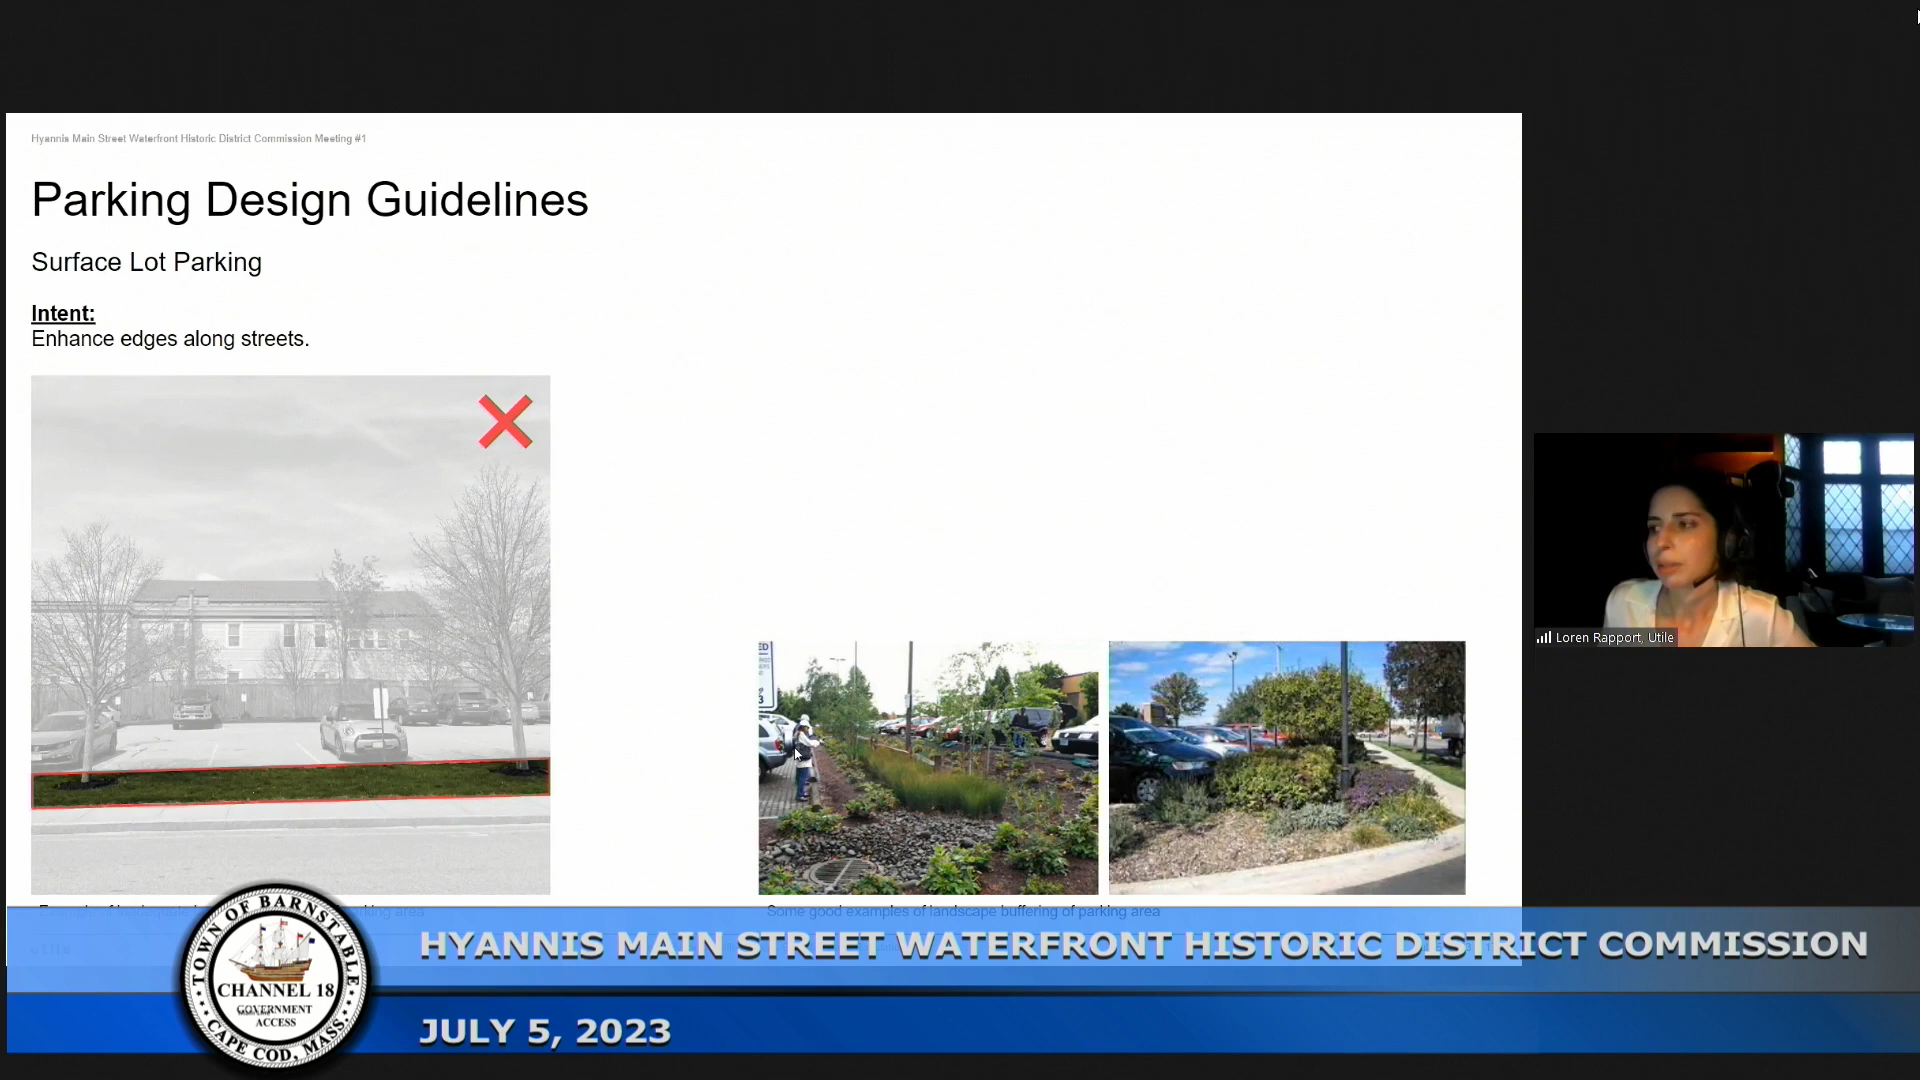 Hyannis Main Street Waterfront Historic District Commission Meeting #1
Parking Design Guidelines
Surface Lot Parking
Intent:
Enhance edges along streets.
ED
3
Loren Rapport, Utile
Some good examples of landscape buffering of parking area
HYANNIS MAIN STREET WATERFRONT HISTORIC DISTRICT COMMISSION
JULY 5, 2023
TOWN OF BARNSTABLE
CHANNEL 18
GOVERNMENT
ACCESS
CAPE COD, MASS.